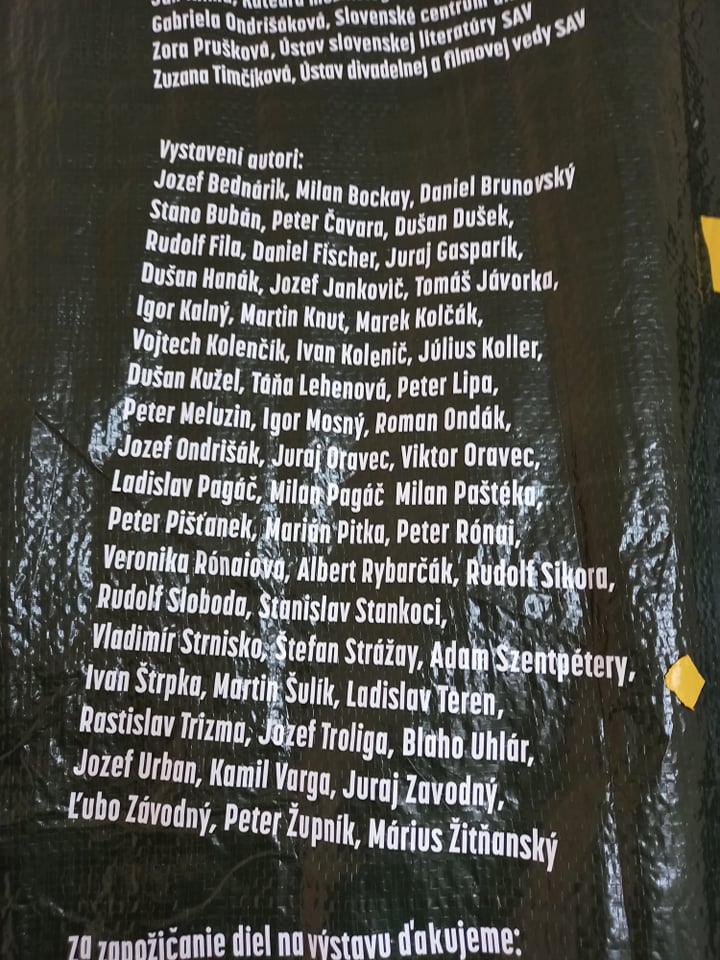 Gabriela Ondrišáková, Slovenské centrum
Zora Prušková, Ústav slovenskej literatúry SAV
Zuzana Timčíková, Ústav divadelnej a filmovej vedy SAV
Vystavení autori:
Jozef Bednárik, Milan Bockay, Daniel Brunovský
Stano Bubán, Peter Čavara, Dušan Dušek,
Rudolf Fila, Daniel Fischer, Juraj Gasparík,
Dušan Hanák, Jozef Jankovič, Tomáš Jávorka,
Igor Kalný, Martin Knut, Marek Kolčák,
Vojtech Kolenčík, Ivan Kolenič, Július Koller,
Dušan Kužel, Táňa Lehenová, Peter Lipa,
Peter Meluzin, Igor Mosný, Roman Ondák,
Jozef Ondrišák, Juraj Oravec, Viktor Oravec,
Ladislav Pagáč, Milan Pagáč Milan Paštéka,
Peter Pišťanek, Marián Pitka, Peter Rónai,
Veronika Rónaiová, Albert Rybarčák, Rudolf Sikora,
Rudolf Sloboda, Stanislav Stankoci,
Vladimír Strnisko, Štefan Strážay, Adam Szentpétery,
Ivan Štrpka, Martin Šulík, Ladislav Teren,
Rastislav Trizma, Jozef Troliga, Blaho Uhlár,
Jozef Urban, Kamil Varga, Juraj Zavodný,
Ľubo Závodný, Peter Župník, Márius Žitňanský
za zapožičanie diel na výstavu ďakujeme: